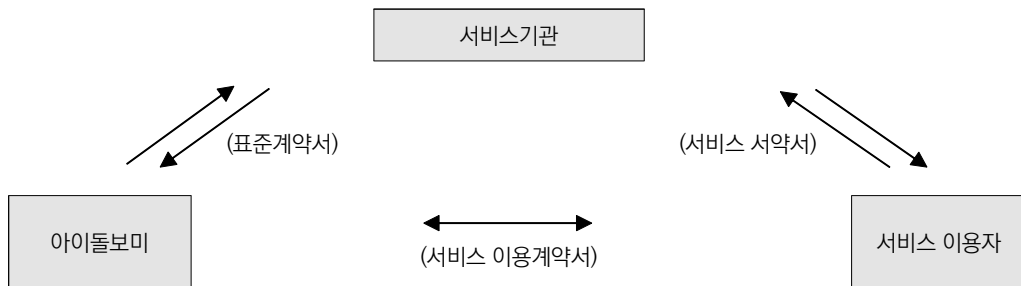 서비스기관
(표준계약서)
(서비스 서약서)
아이돌보미
서비스 이용자
(서비스 이용계약서)